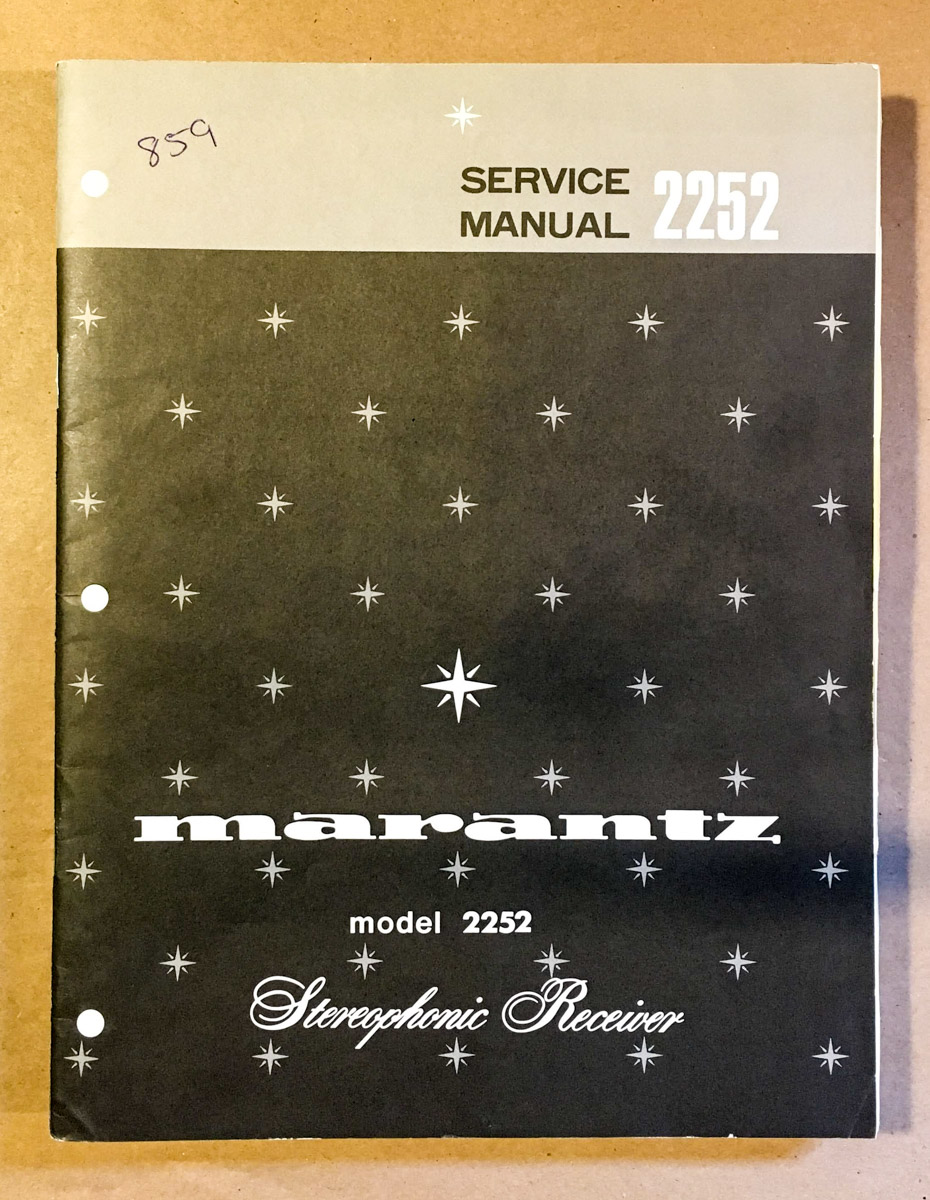 859
SERVICE
MANUAL 2252
marantz
model 2252
Stereophonic Receiver